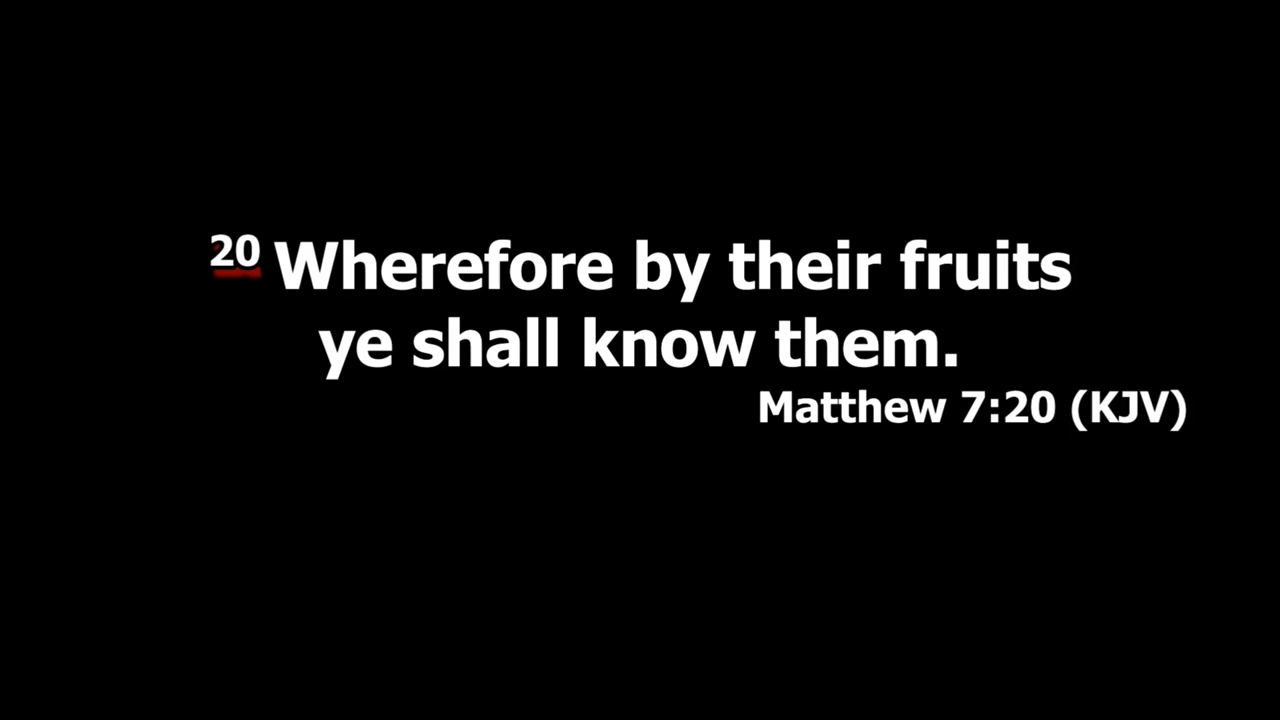 20 Wherefore by their fruits
ye shall know them.
Matthew 7:20 (KJV)